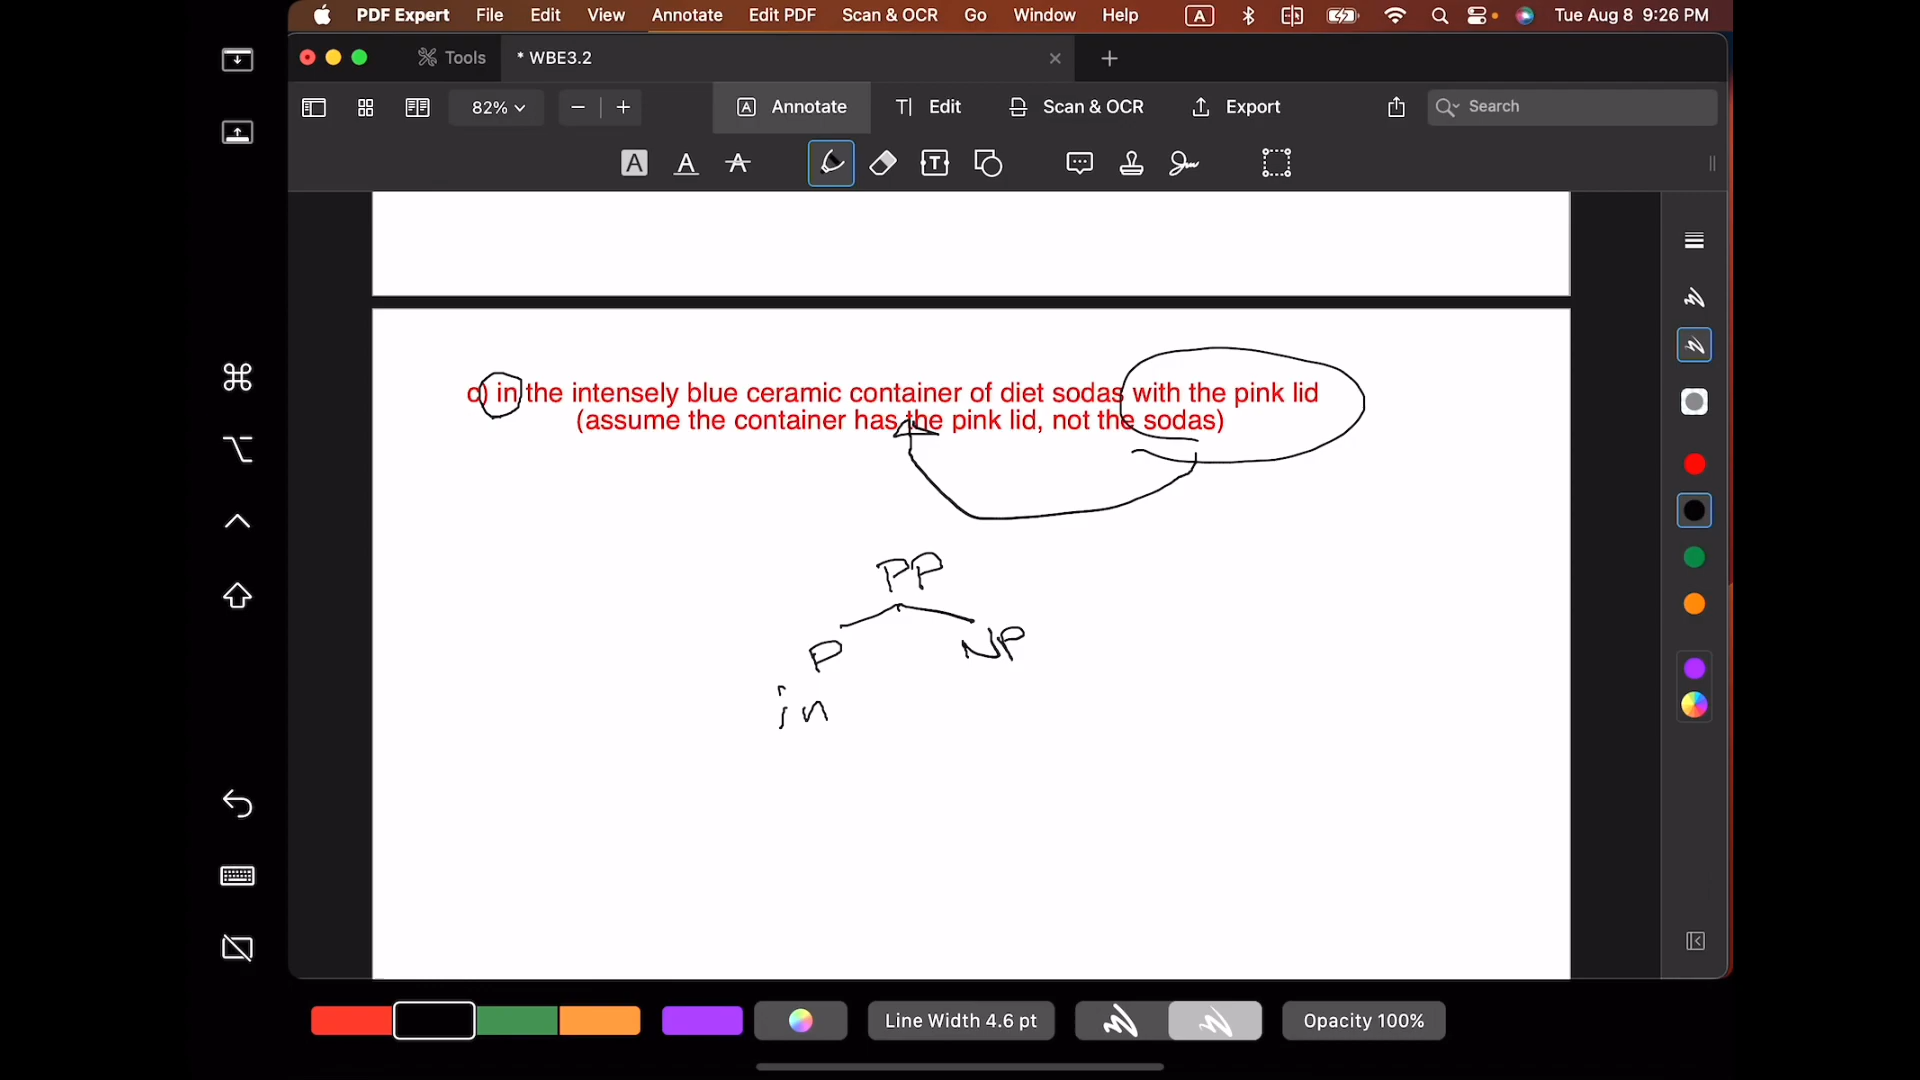 PDF Expert File Edit View Annotate Edit PDF Scan & OCR Go Window Help A Tue Aug 8 9:26 PM
Tools * WBE3.2
82% Annotate T| Edit Scan & OCR Export Search
A A A T
c) in the intensely blue ceramic container of diet sodas with the pink lid
(assume the container has the pink lid, not the sodas)
PP
P NP
in
Line Width 4.6 pt Opacity 100%